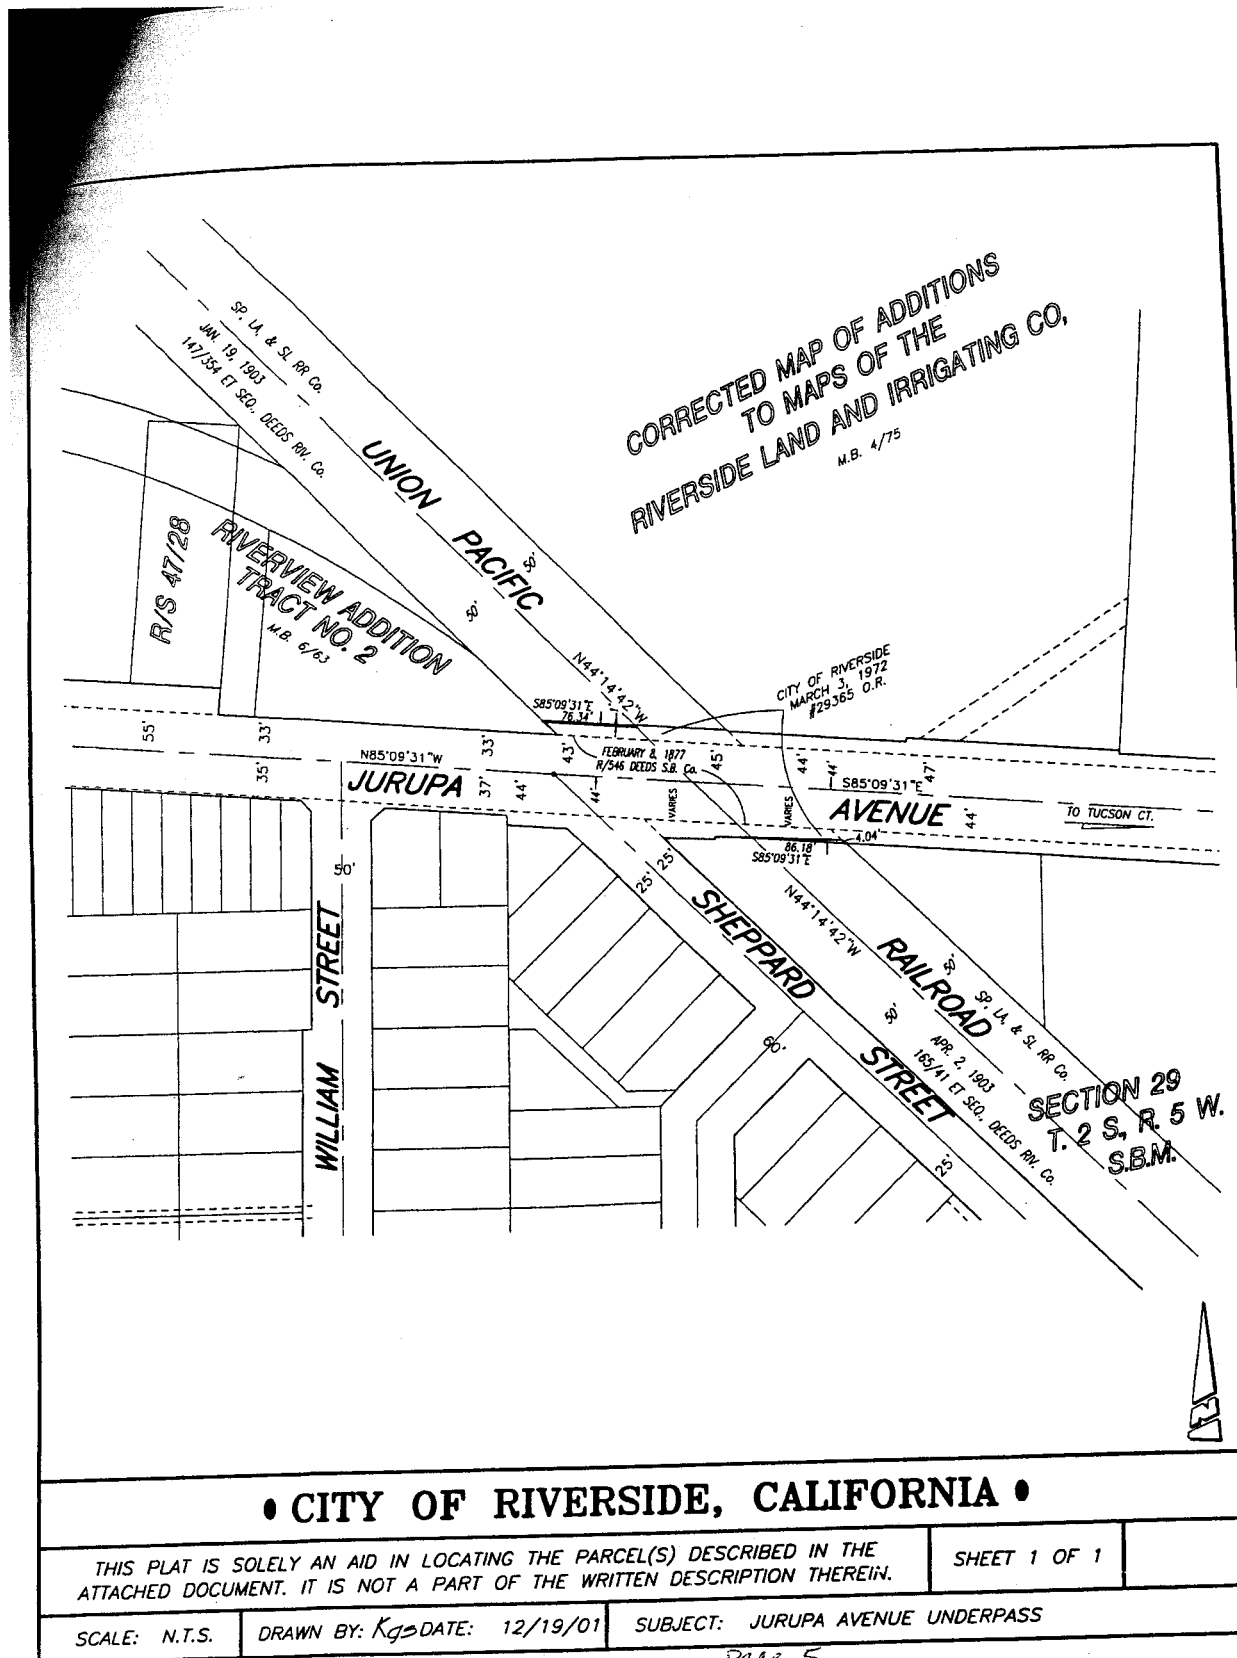 CORRECTED MAP OF ADDITIONS
TO MAPS OF THE
RIVERSIDE LAND AND IRRIGATING CO,
M.B. 4/75
SP, LA, & SL RR Co.
JAN. 19, 1903
147/354 ET SEQ., DEEDS RIV. Co.
UNION PACIFIC
50'
50'
R/S 47/28
RIVERVIEW ADDITION
TRACT NO. 2
M.B. 6/63
N44°14'42"W
CITY OF RIVERSIDE
MARCH 3, 1972
#29365 O.R.
S85°09'31"E
76.34'
55'
33'
33'
43'
FEBRUARY 8, 1877
R/546 DEEDS S.B. Co.
45'
44'
44'
47'
N85°09'31"W
S85°09'31"E
35'
JURUPA
37'
44'
44'
VARIES
VARIES
AVENUE
44'
TO TUCSON CT.
4.04'
86.18'
S85°09'31"E
50'
25'
25'
N44°14'42"W
WILLIAM STREET
SHEPPARD
STREET
60'
25'
RAILROAD
50'
50'
SP, LA, & SL RR Co.
APR. 2, 1903
165/41 ET SEQ., DEEDS RIV. Co.
SECTION 29
T. 2 S., R. 5 W.
S.B.M.
N
• CITY OF RIVERSIDE, CALIFORNIA •
THIS PLAT IS SOLELY AN AID IN LOCATING THE PARCEL(S) DESCRIBED IN THE
ATTACHED DOCUMENT. IT IS NOT A PART OF THE WRITTEN DESCRIPTION THEREIN.
SHEET 1 OF 1
SCALE: N.T.S.
DRAWN BY: Kgs DATE: 12/19/01
SUBJECT: JURUPA AVENUE UNDERPASS
Page 5